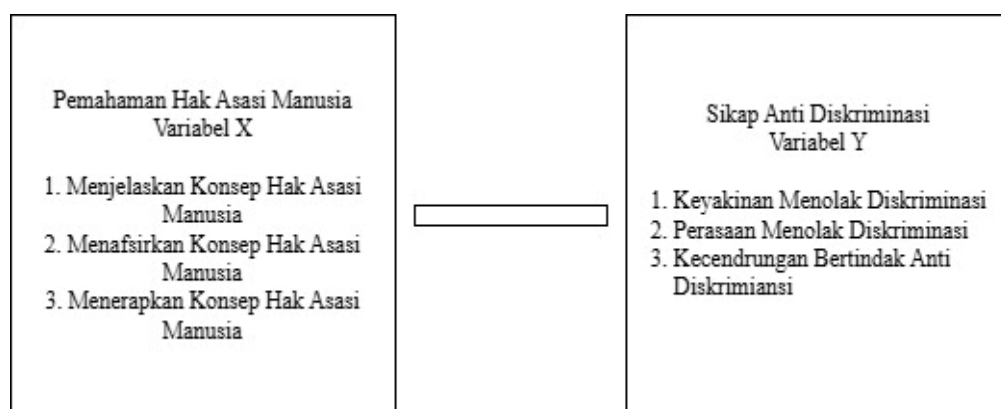 Pemahaman Hak Asasi Manusia
Variabel X
1. Menjelaskan Konsep Hak Asasi
Manusia
2. Menafsirkan Konsep Hak Asasi
Manusia
3. Menerapkan Konsep Hak Asasi
Manusia
Sikap Anti Diskriminasi
Variabel Y
1. Keyakinan Menolak Diskriminasi
2. Perasaan Menolak Diskriminasi
3. Kecendrungan Bertindak Anti
Diskrimiansi